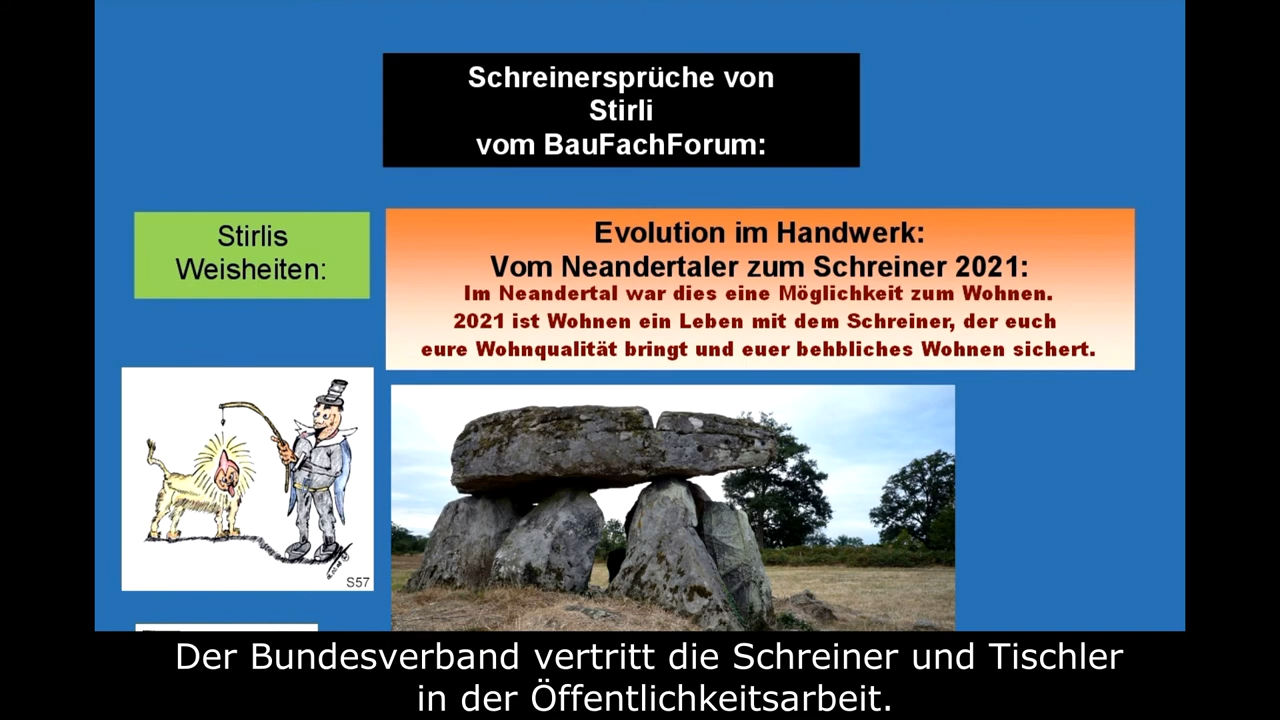 Schreinersprüche von
Stirli
vom BauFachForum:
Stirlis
Weisheiten:
Evolution im Handwerk:
Vom Neandertaler zum Schreiner 2021:
Im Neandertal war dies eine Möglichkeit zum Wohnen.
2021 ist Wohnen ein Leben mit dem Schreiner, der euch
eure Wohnqualität bringt und euer behbliches Wohnen sichert.
S57
Der Bundesverband vertritt die Schreiner und Tischler
in der Öffentlichkeitsarbeit.